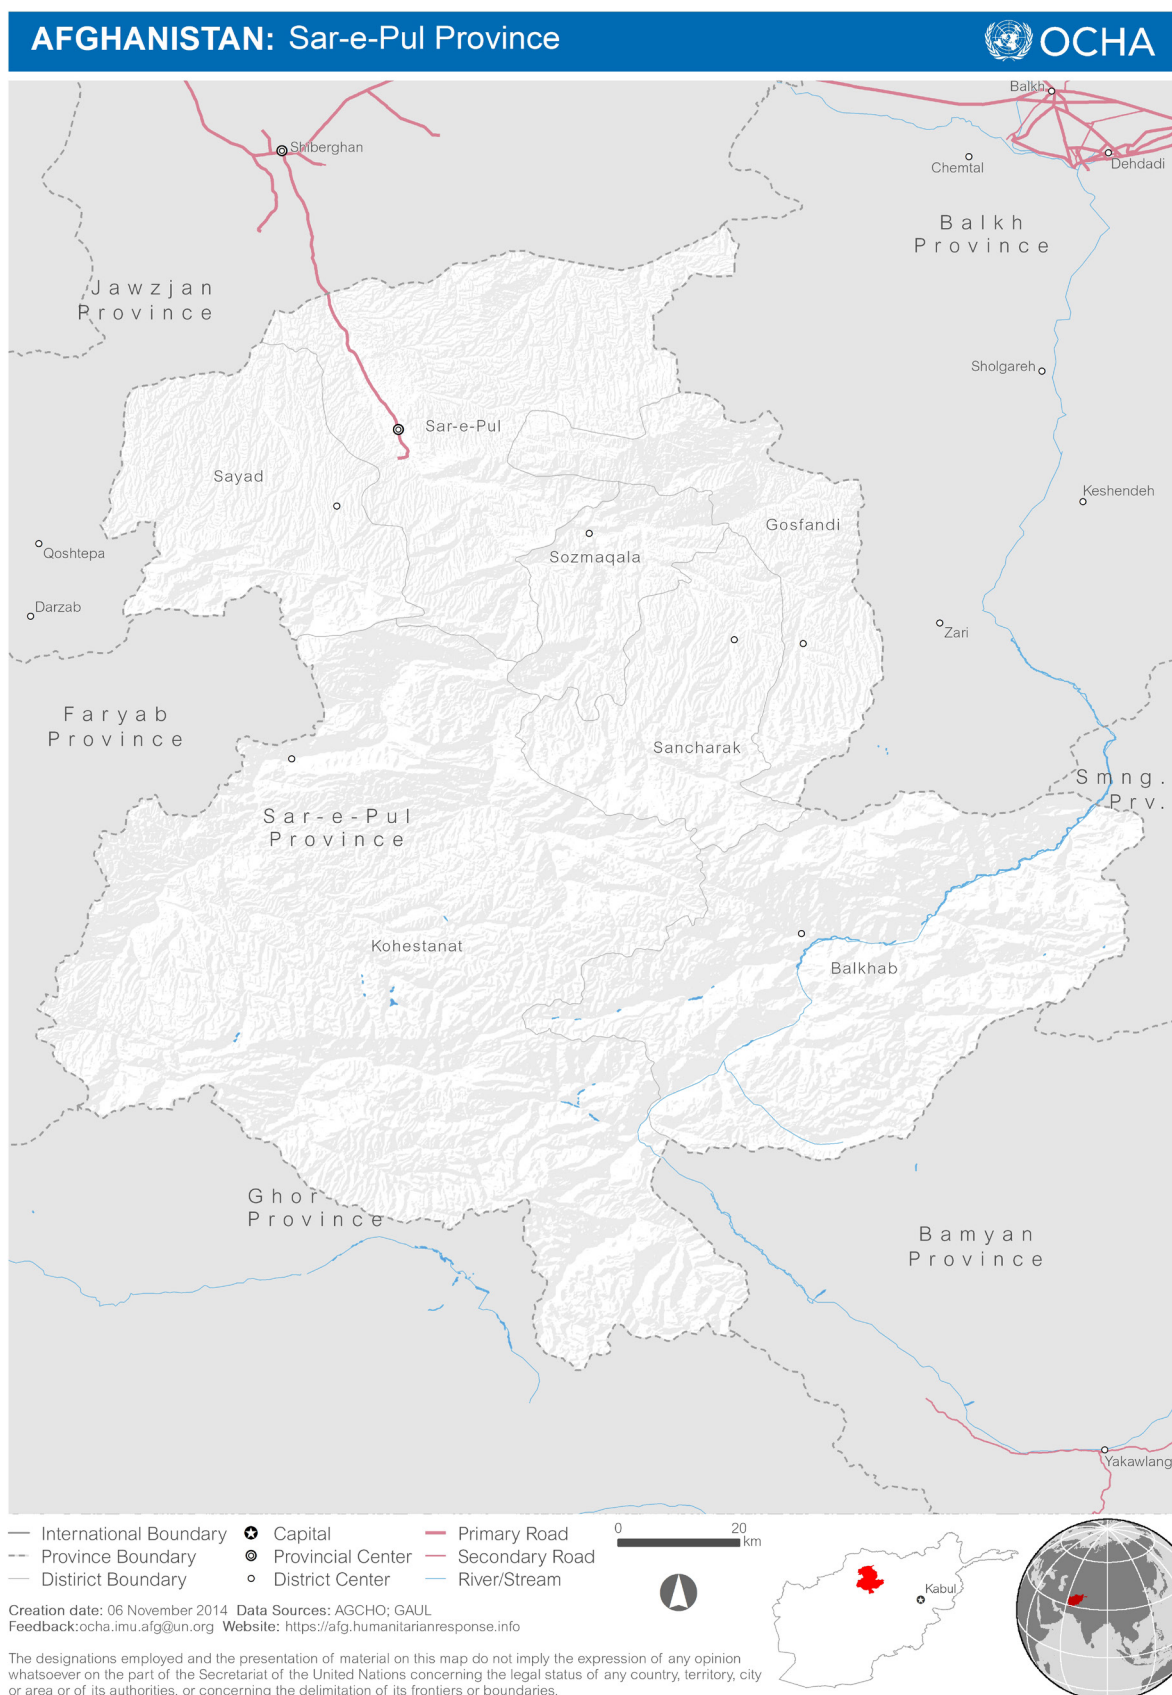 AFGHANISTAN: Sar-e-Pul Province
OCHA
Balkh
Shiberghan
Chemtal
Dehdadi
Balkh
Province
Jawzjan
Province
Sholgareh
Sar-e-Pul
Sayad
Keshendeh
Gosfandi
Qoshtepa
Sozmaqala
Darzab
Zari
Faryab
Province
Sancharak
Smng.
Prv.
Sar-e-Pul
Province
Kohestanat
Balkhab
Ghor
Province
Bamyan
Province
Yakawlang
International Boundary
Province Boundary
Distirict Boundary
Capital
Provincial Center
District Center
Primary Road
Secondary Road
River/Stream
0 20
km
Kabul
Creation date: 06 November 2014 Data Sources: AGCHO; GAUL
Feedback:ocha.imu.afg@un.org Website: https://afg.humanitarianresponse.info
The designations employed and the presentation of material on this map do not imply the expression of any opinion
whatsoever on the part of the Secretariat of the United Nations concerning the legal status of any country, territory, city
or area or of its authorities, or concerning the delimitation of its frontiers or boundaries.